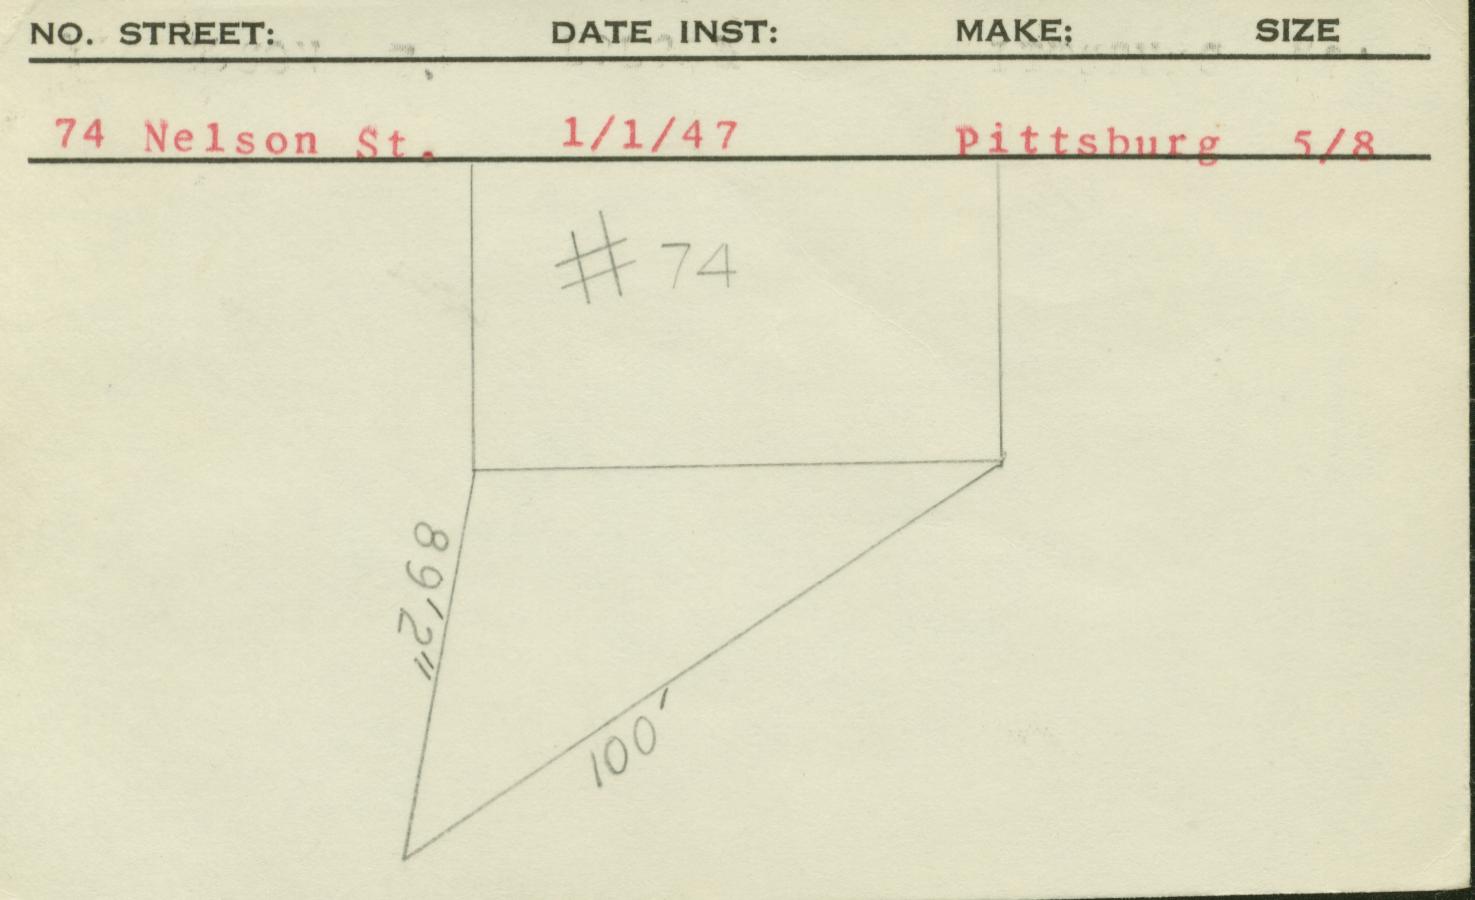 NO. STREET: DATE INST: MAKE; SIZE
74 Nelson St. 1/1/47 Pittsburg 5/8
# 74
89'2"
100'